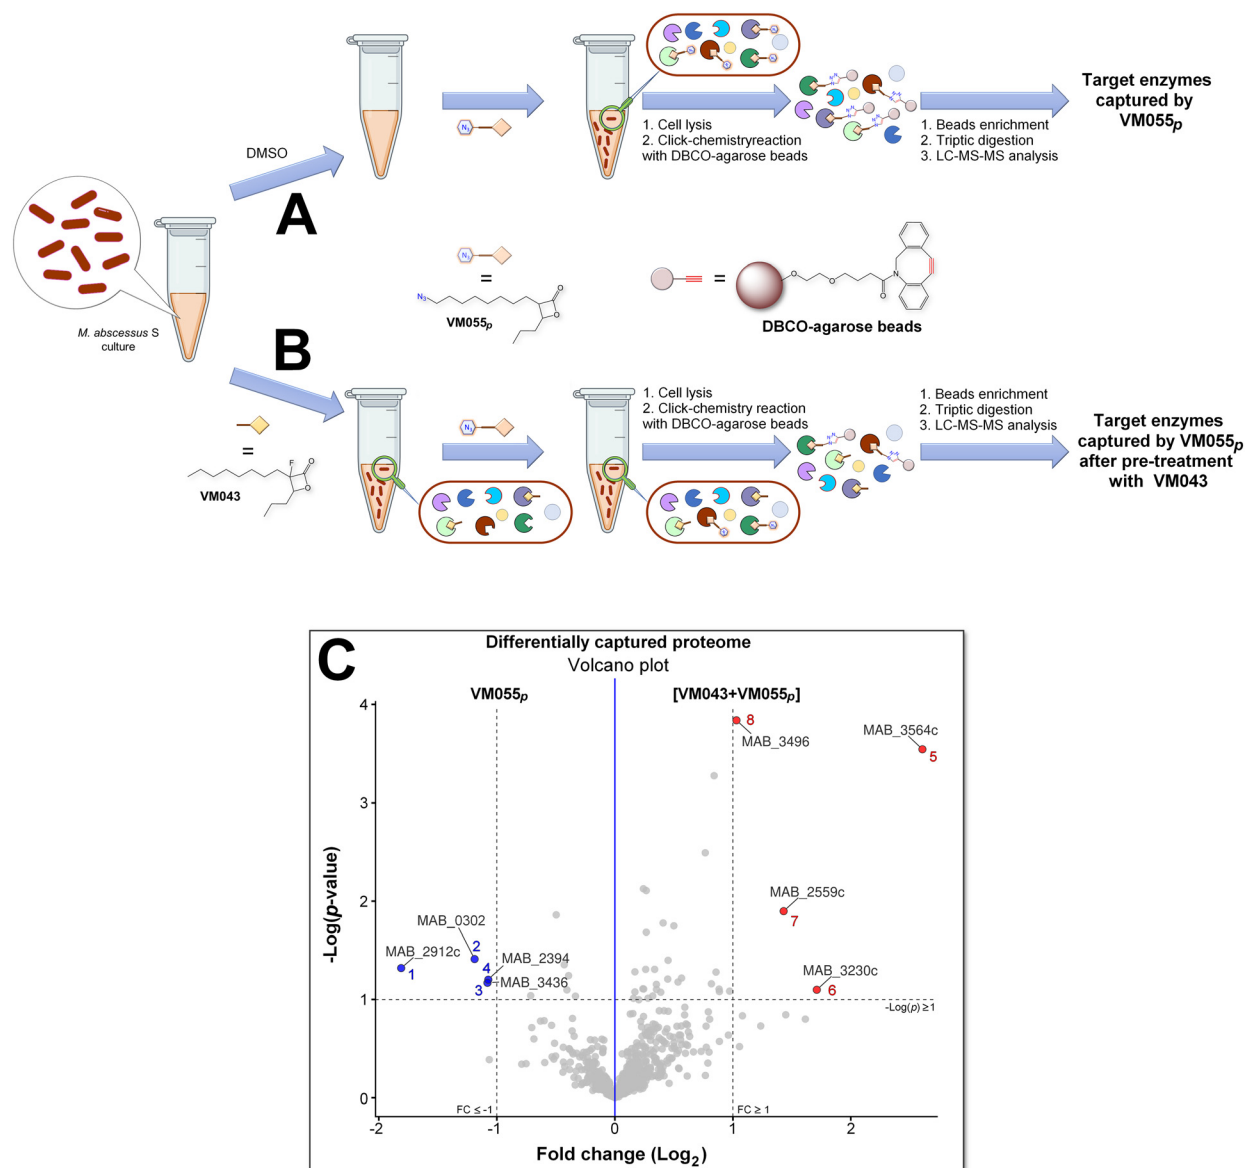 DMSO
A
1. Cell lysis
2. Click-chemistryreaction
with DBCO-agarose beads
1. Beads enrichment
2. Triptic digestion
3. LC-MS-MS analysis
Target enzymes
captured by
VM055p
M. abscessus S
culture
=
N3
O
O
VM055p
=
O
O
N
O
DBCO-agarose beads
B
=
F
O
O
VM043
N3
1. Cell lysis
2. Click-chemistry reaction
with DBCO-agarose beads
1. Beads enrichment
2. Triptic digestion
3. LC-MS-MS analysis
Target enzymes
captured by VM055p
after pre-treatment
with VM043
C
Differentially captured proteome
Volcano plot
VM055p
[VM043+VM055p]
-Log(p-value)
4
3
2
1
0
8
MAB_3496
MAB_3564c
5
MAB_2559c
7
MAB_0302
2
MAB_2912c
1
4
MAB_2394
3
MAB_3436
MAB_3230c
6
-Log(p) ≥1
FC ≤ -1
FC ≥ 1
-2
-1
0
1
2
Fold change (Log2)